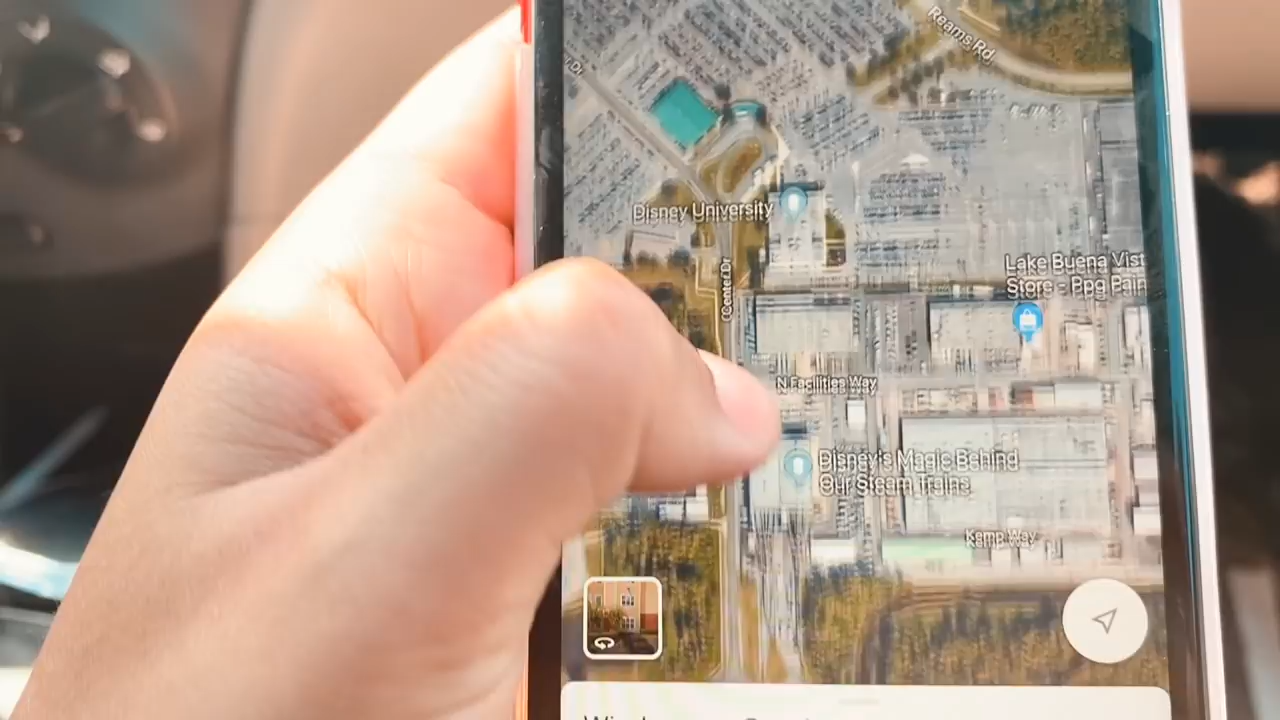 Reams Rd
Disney University
Center Dr
Lake Buena Vist
Store - Ppg Pain
N Facilities Way
Disney's Magic Behind
Our Steam Trains
Kemp Way